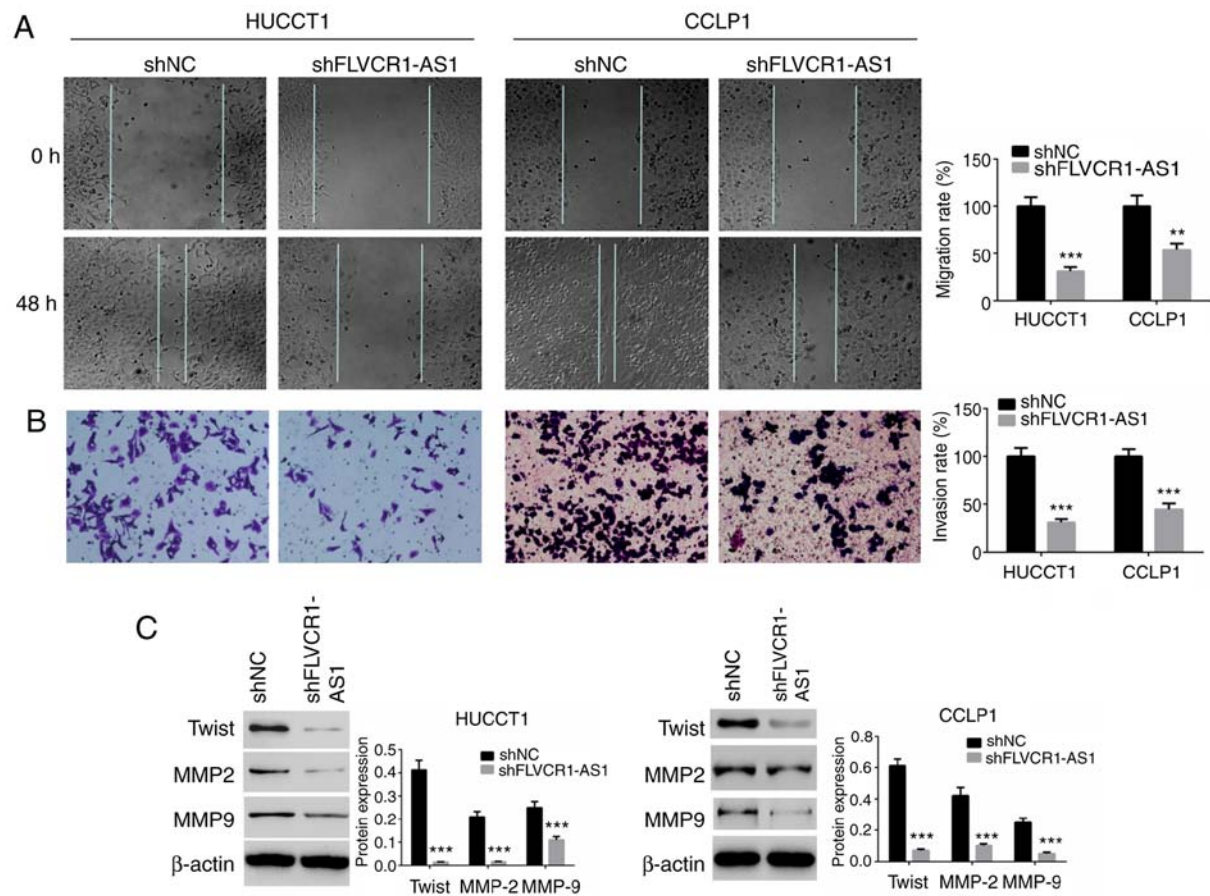 A
HUCCT1
CCLP1
shNC
shFLVCR1-AS1
shNC
shFLVCR1-AS1
0 h
48 h
Migration rate (%)
150
100
50
0
shNC
shFLVCR1-AS1
***
**
HUCCT1
CCLP1
B
Invasion rate (%)
150
100
50
0
shNC
shFLVCR1-AS1
***
***
HUCCT1
CCLP1
C
shNC
shFLVCR1-
AS1
Twist
MMP2
MMP9
β-actin
HUCCT1
Protein expression
0.5
0.4
0.3
0.2
0.1
0.0
shNC
shFLVCR1-AS1
***
***
***
Twist
MMP-2
MMP-9
shNC
shFLVCR1-
AS1
Twist
MMP2
MMP9
β-actin
CCLP1
Protein expression
0.8
0.6
0.4
0.2
0.0
shNC
shFLVCR1-AS1
***
***
***
Twist
MMP-2
MMP-9